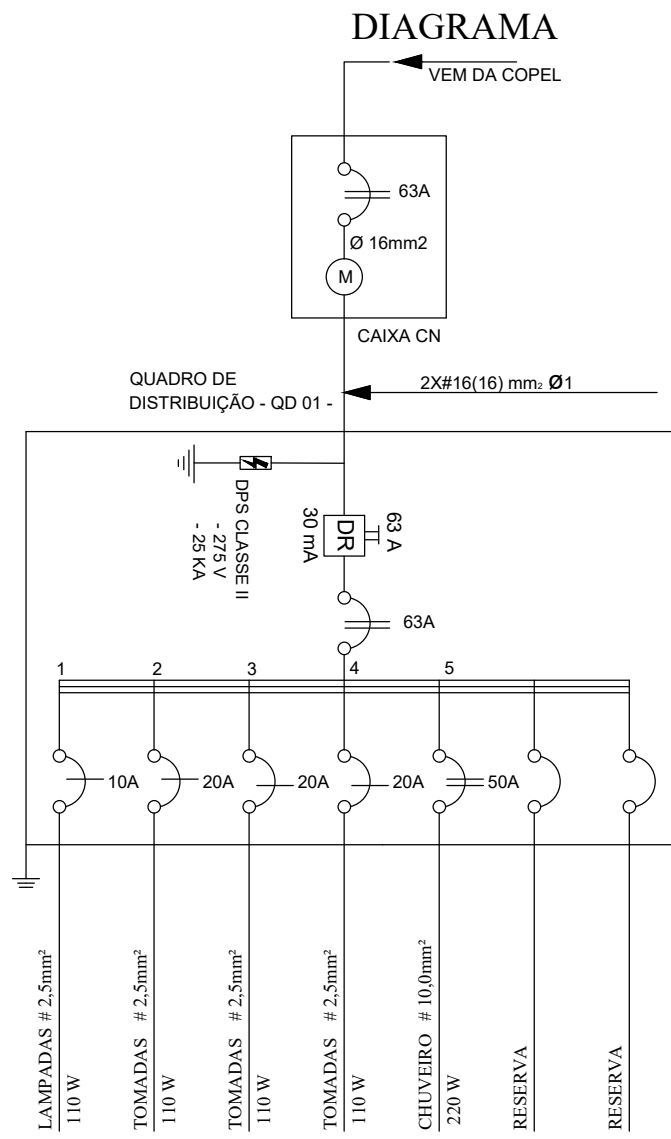 DIAGRAMA
VEM DA COPEL
63A
Ø 16mm2
M
CAIXA CN
QUADRO DE
DISTRIBUIÇÃO - QD 01 -
2X#16(16) mm₂ Ø1
DPS CLASSE II
- 275 V
- 25 KA
30 mA
DR
63 A
63A
1 2 3 4 5
10A 20A 20A 20A 50A
LAMPADAS # 2,5mm²
110 W
TOMADAS # 2,5mm²
110 W
TOMADAS # 2,5mm²
110 W
TOMADAS # 2,5mm²
110 W
CHUVEIRO # 10,0mm²
220 W
RESERVA
RESERVA